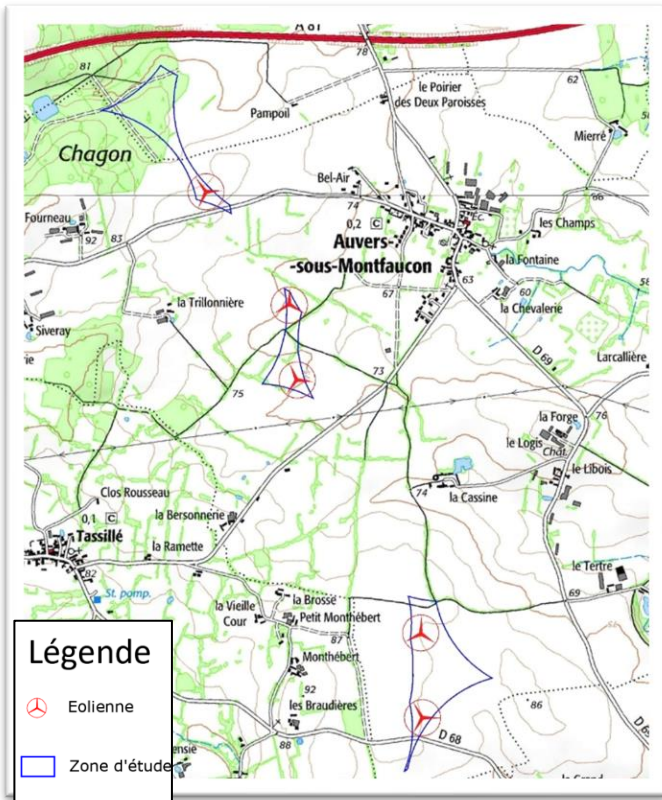 A 81
78
81
62
le Poirier
des Deux Paroisses
Pampoil
Mierré
Chagon
Bel-Air
74
66
Fourneau
92
83
0,2 C
Éc.
les Champs
Auvers-
-sous-Montfaucon
la Fontaine
63
67
60
58
la Trillonnière
la Chevalerie
Siveray
D 69
Larcallière
73
75
76
la Forge
le Logis
Chât.
le Libois
74
la Cassine
Clos Rousseau
0,1 C
la Bersonnerie
Tassillé
la Ramette
82
St. pomp.
le Tertre
69
la Brosse
la Vieille
Cour
Petit Monthébert
87
Monthébert
92
les Braudières
86
88
D 68
Légende
Eolienne
Zone d'étude